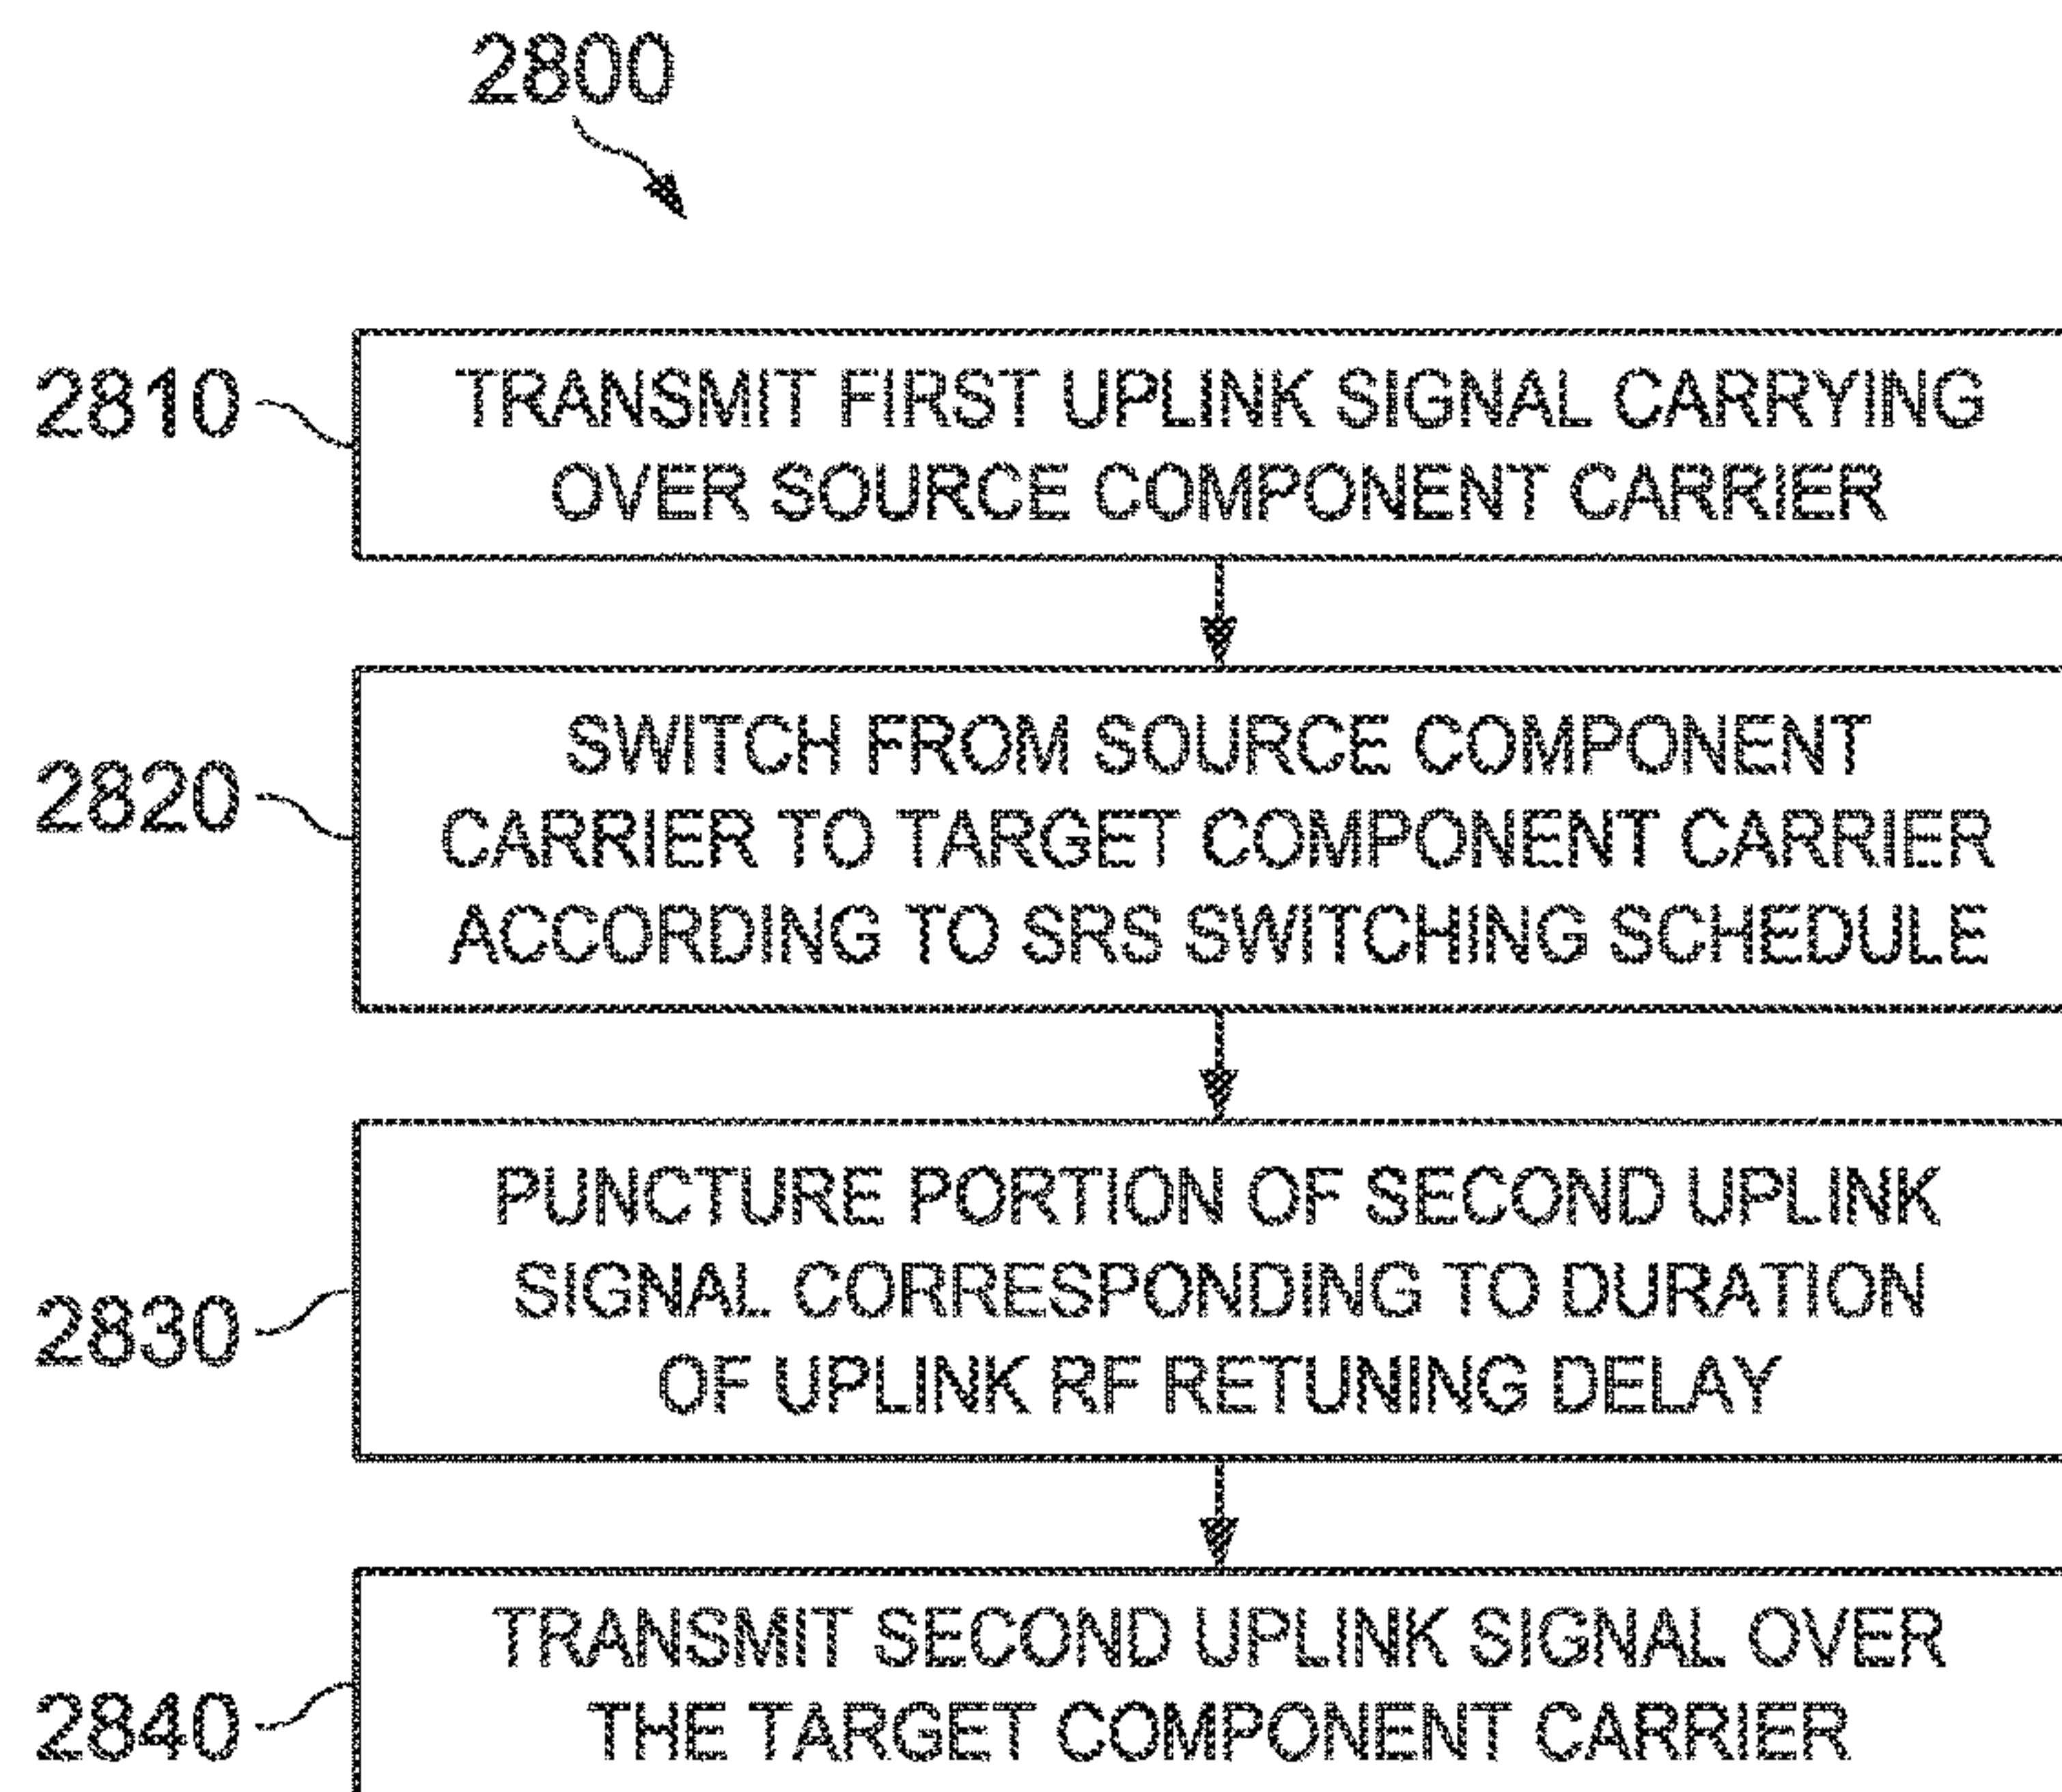 2800
2810
TRANSMIT FIRST UPLINK SIGNAL CARRYING
OVER SOURCE COMPONENT CARRIER
2820
SWITCH FROM SOURCE COMPONENT
CARRIER TO TARGET COMPONENT CARRIER
ACCORDING TO SRS SWITCHING SCHEDULE
2830
PUNCTURE PORTION OF SECOND UPLINK
SIGNAL CORRESPONDING TO DURATION
OF UPLINK RF RETUNING DELAY
2840
TRANSMIT SECOND UPLINK SIGNAL OVER
THE TARGET COMPONENT CARRIER